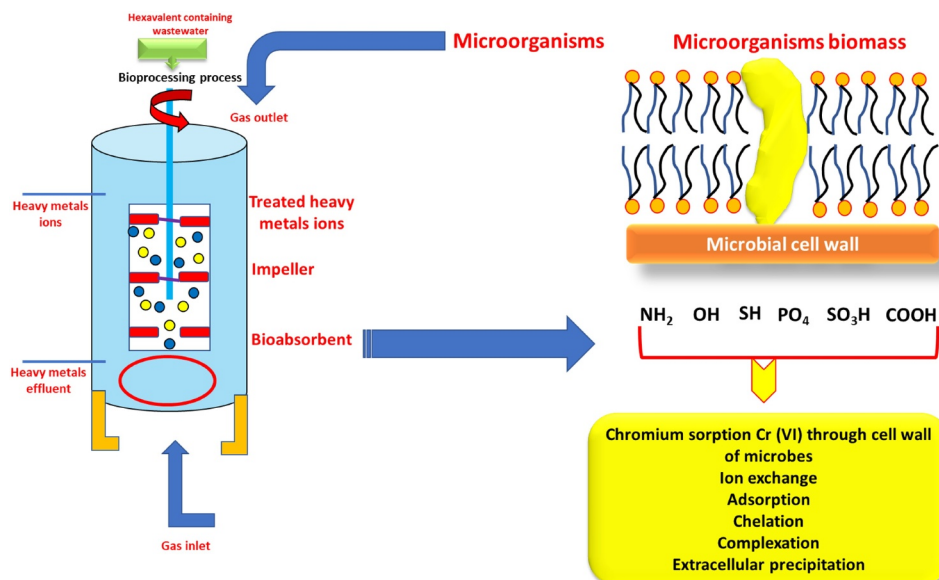 Hexavalent containing
wastewater
Bioprocessing process
Microorganisms
Gas outlet
Heavy metals
ions
Treated heavy
metals ions
Impeller
Bioabsorbent
Heavy metals
effluent
Gas inlet
Microorganisms biomass
Microbial cell wall
NH₂ OH SH PO₄ SO₃H COOH
Chromium sorption Cr (VI) through cell wall
of microbes
Ion exchange
Adsorption
Chelation
Complexation
Extracellular precipitation